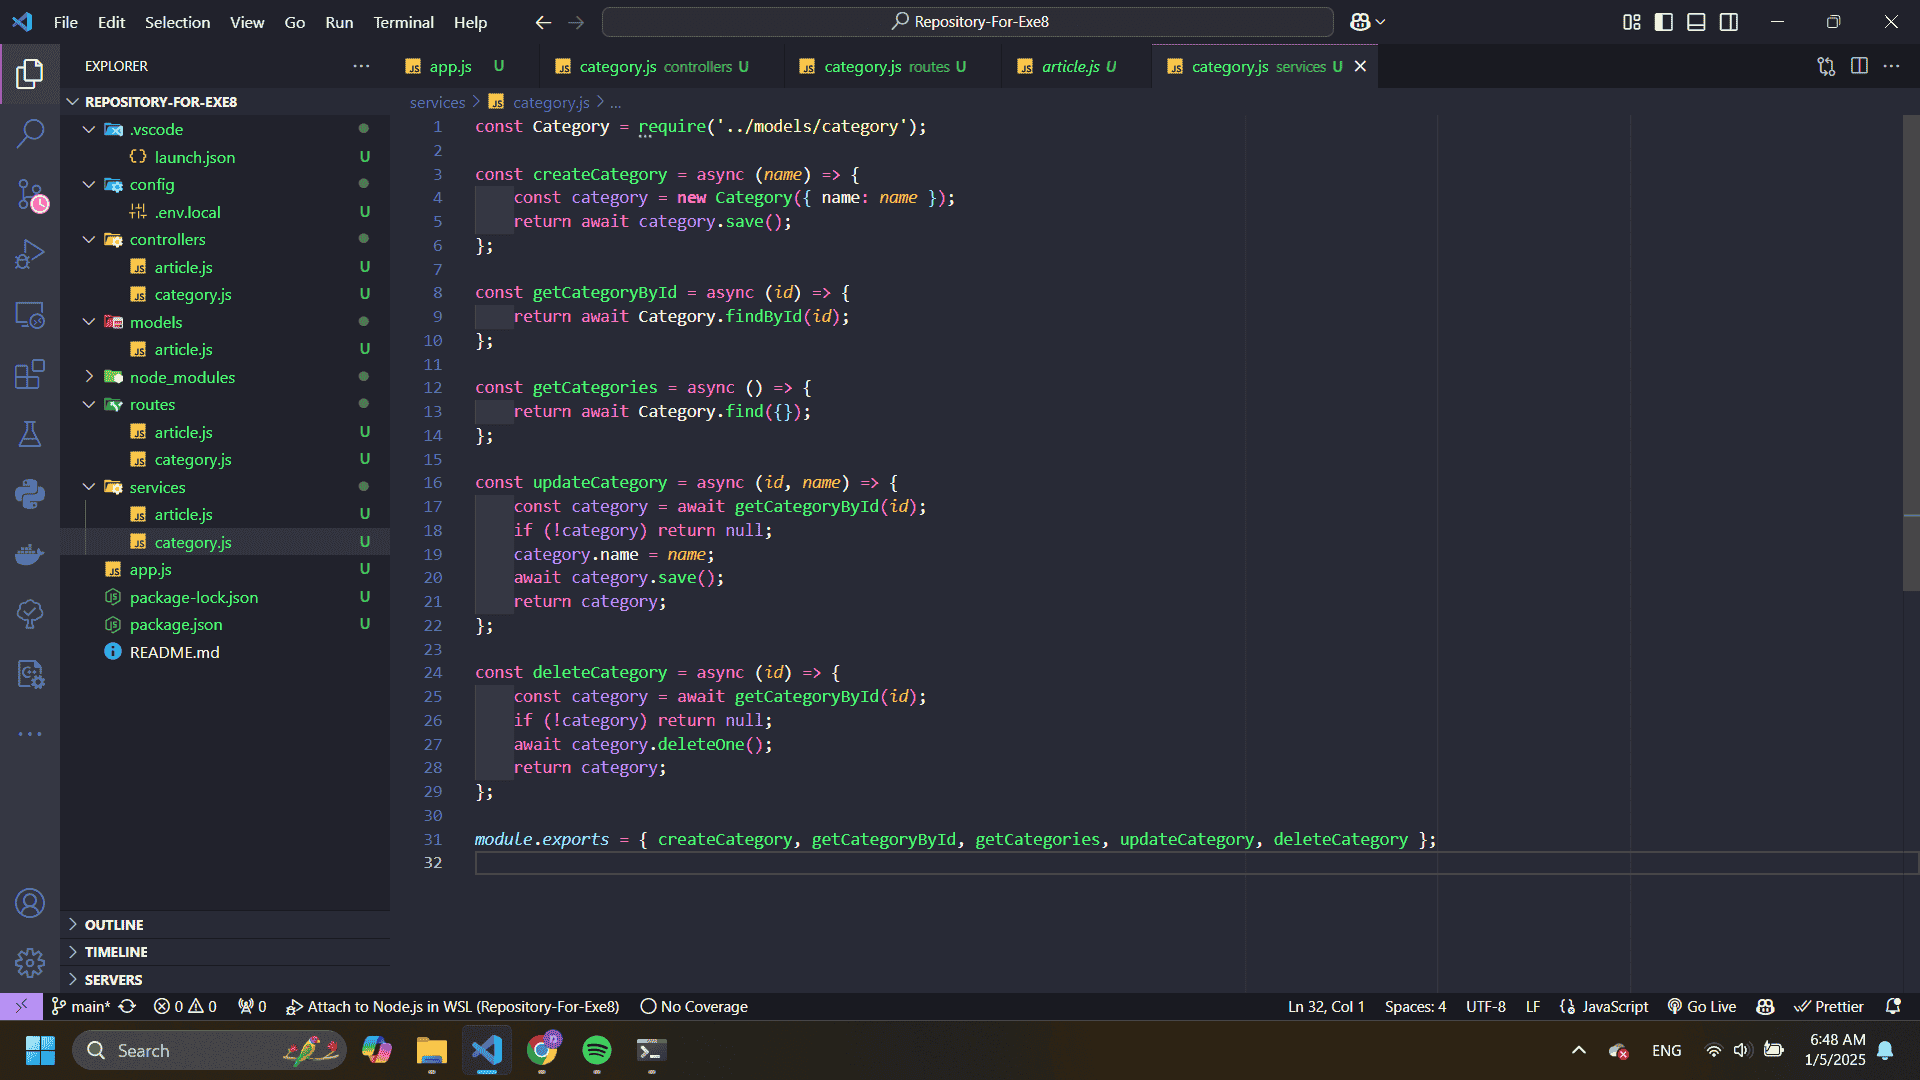 File Edit Selection View Go Run Terminal Help
Repository-For-Exe8
EXPLORER
REPOSITORY-FOR-EXE8
.vscode
launch.json U
config
.env.local U
controllers
article.js U
category.js U
models
article.js U
node_modules
routes
article.js U
category.js U
services
article.js U
category.js U
app.js U
package-lock.json U
package.json U
README.md
OUTLINE
TIMELINE
SERVERS
app.js U category.js controllers U category.js routes U article.js U category.js services U
services > category.js > ...
1 const Category = require('../models/category');
2
3 const createCategory = async (name) => {
4 const category = new Category({ name: name });
5 return await category.save();
6 };
7
8 const getCategoryById = async (id) => {
9 return await Category.findById(id);
10 };
11
12 const getCategories = async () => {
13 return await Category.find({});
14 };
15
16 const updateCategory = async (id, name) => {
17 const category = await getCategoryById(id);
18 if (!category) return null;
19 category.name = name;
20 await category.save();
21 return category;
22 };
23
24 const deleteCategory = async (id) => {
25 const category = await getCategoryById(id);
26 if (!category) return null;
27 await category.deleteOne();
28 return category;
29 };
30
31 module.exports = { createCategory, getCategoryById, getCategories, updateCategory, deleteCategory };
32
main* 0 0 0 Attach to Node.js in WSL (Repository-For-Exe8) No Coverage
Ln 32, Col 1 Spaces: 4 UTF-8 LF JavaScript Go Live Prettier
Search
ENG
6:48 AM
1/5/2025